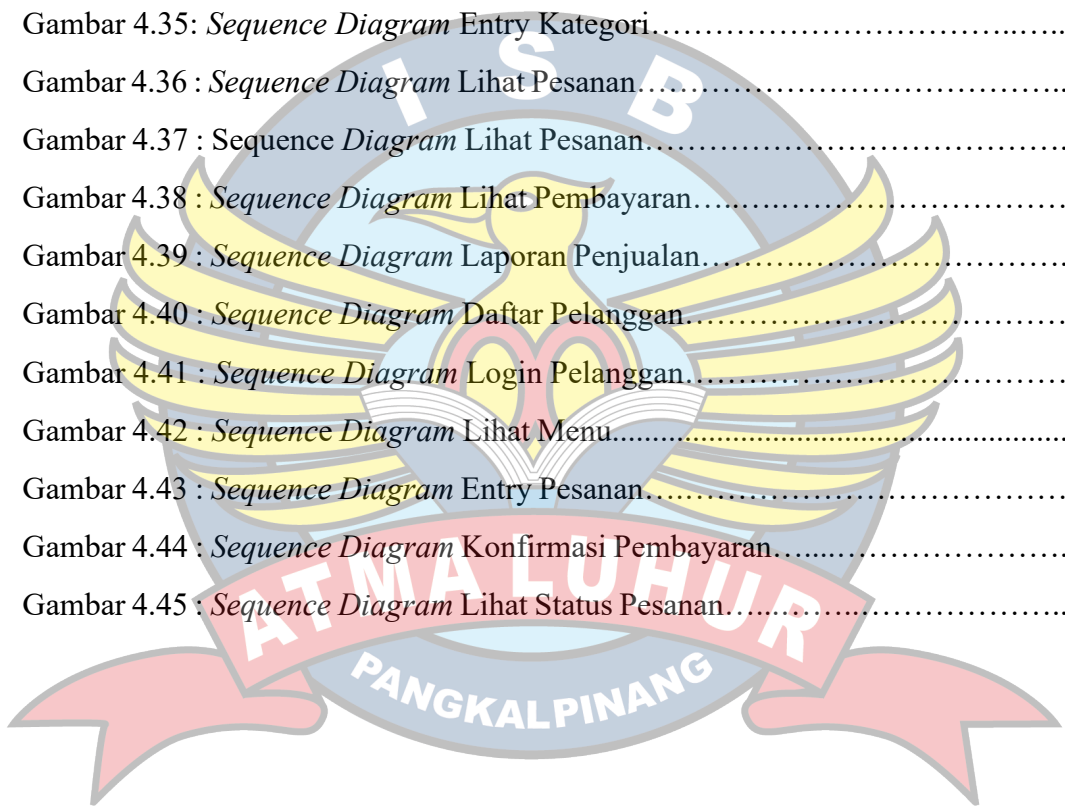 Gambar 4.35: Sequence Diagram Entry Kategori…………………………………..…..
I S B
Gambar 4.36 : Sequence Diagram Lihat Pesanan……………………………………..
Gambar 4.37 : Sequence Diagram Lihat Pesanan…………………………………….
Gambar 4.38 : Sequence Diagram Lihat Pembayaran….……………………………….
Gambar 4.39 : Sequence Diagram Laporan Penjualan……….…….………………….
Gambar 4.40 : Sequence Diagram Daftar Pelanggan………………………………….
Gambar 4.41 : Sequence Diagram Login Pelanggan………………………………….
Gambar 4.42 : Sequence Diagram Lihat Menu..............................................................
Gambar 4.43 : Sequence Diagram Entry Pesanan…………………………………….
Gambar 4.44 : Sequence Diagram Konfirmasi Pembayaran…...…………………….
Gambar 4.45 : Sequence Diagram Lihat Status Pesanan…..……….………………..
ATMA LUHUR
PANGKALPINANG